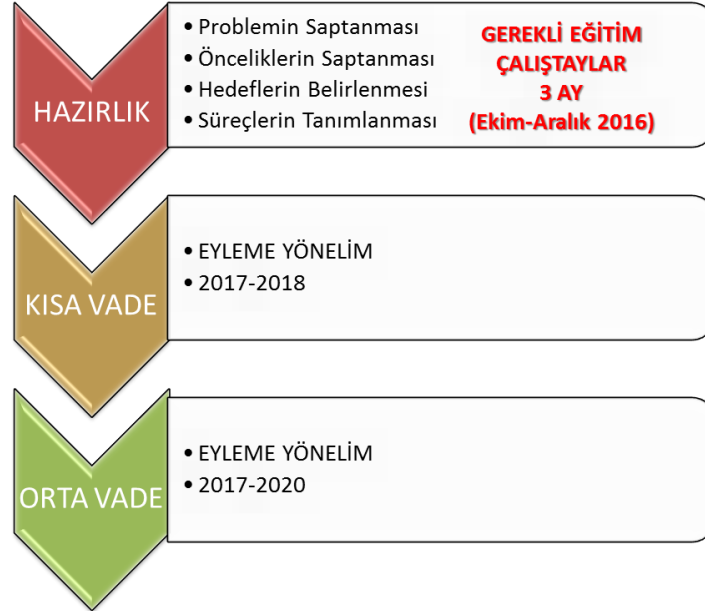 HAZIRLIK
• Problemin Saptanması
• Önceliklerin Saptanması
• Hedeflerin Belirlenmesi
• Süreçlerin Tanımlanması
GEREKLİ EĞİTİM
ÇALIŞTAYLAR
3 AY
(Ekim-Aralık 2016)
KISA VADE
• EYLEME YÖNELİM
• 2017-2018
ORTA VADE
• EYLEME YÖNELİM
• 2017-2020